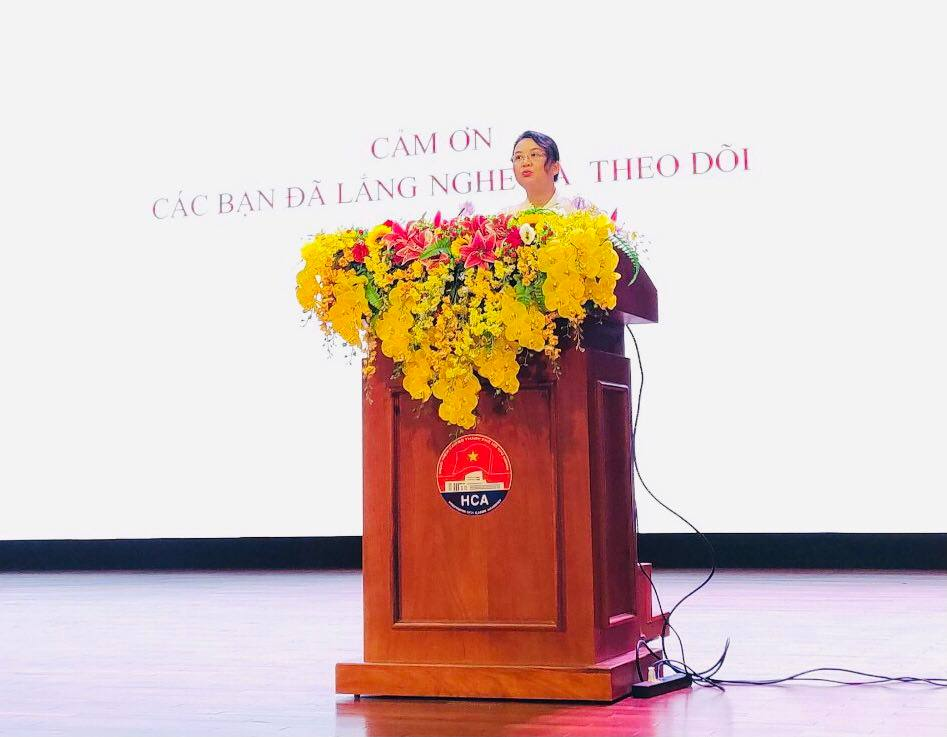 CẢM ƠN
CÁC BẠN ĐÃ LẮNG NGHE THEO DÕI
HCA